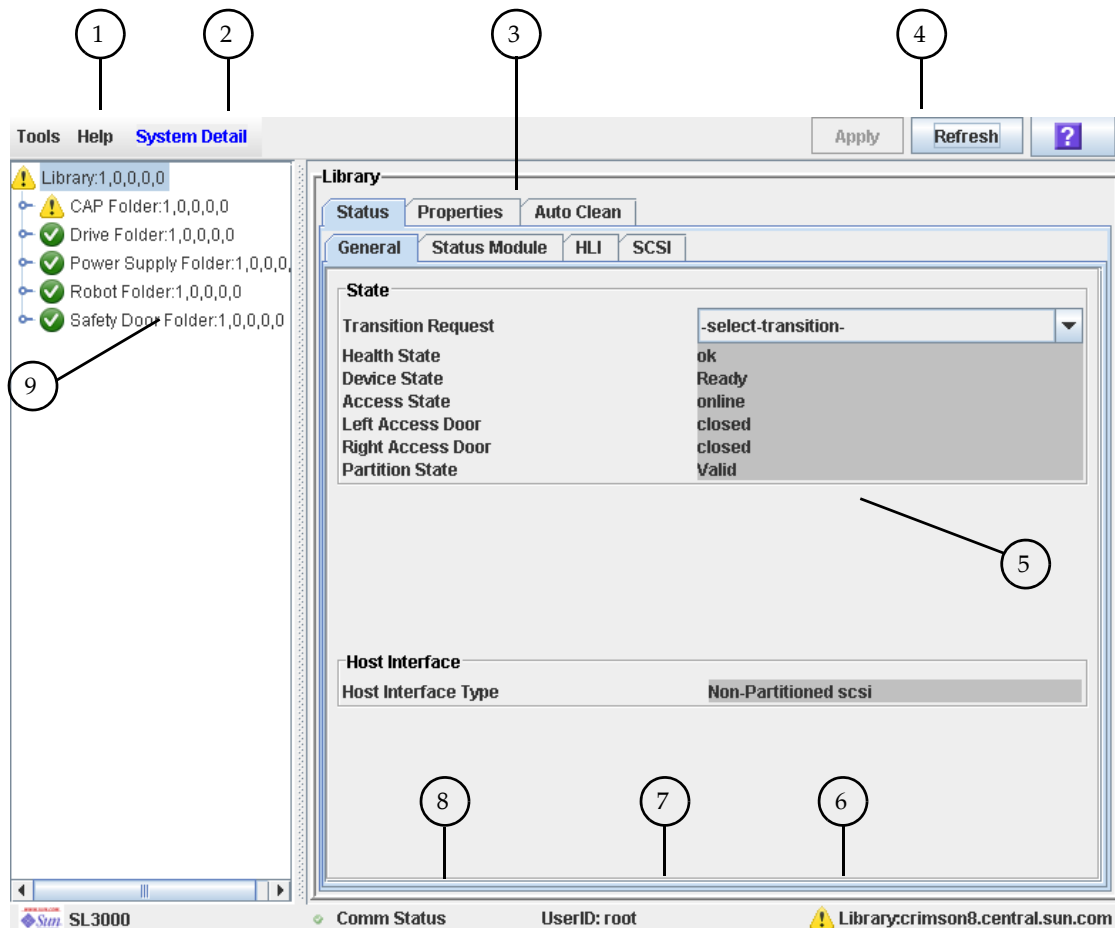 1 2 3 4
Tools Help System Detail Apply Refresh ?
Library:1,0,0,0,0
CAP Folder:1,0,0,0,0
Drive Folder:1,0,0,0,0
Power Supply Folder:1,0,0,0,
Robot Folder:1,0,0,0,0
Safety Door Folder:1,0,0,0,0
9
Library
Status Properties Auto Clean
General Status Module HLI SCSI
State
Transition Request -select-transition-
Health State ok
Device State Ready
Access State online
Left Access Door closed
Right Access Door closed
Partition State Valid
5
Host Interface
Host Interface Type Non-Partitioned scsi
8 7 6
Sun SL3000 Comm Status UserID: root Library:crimson8.central.sun.com